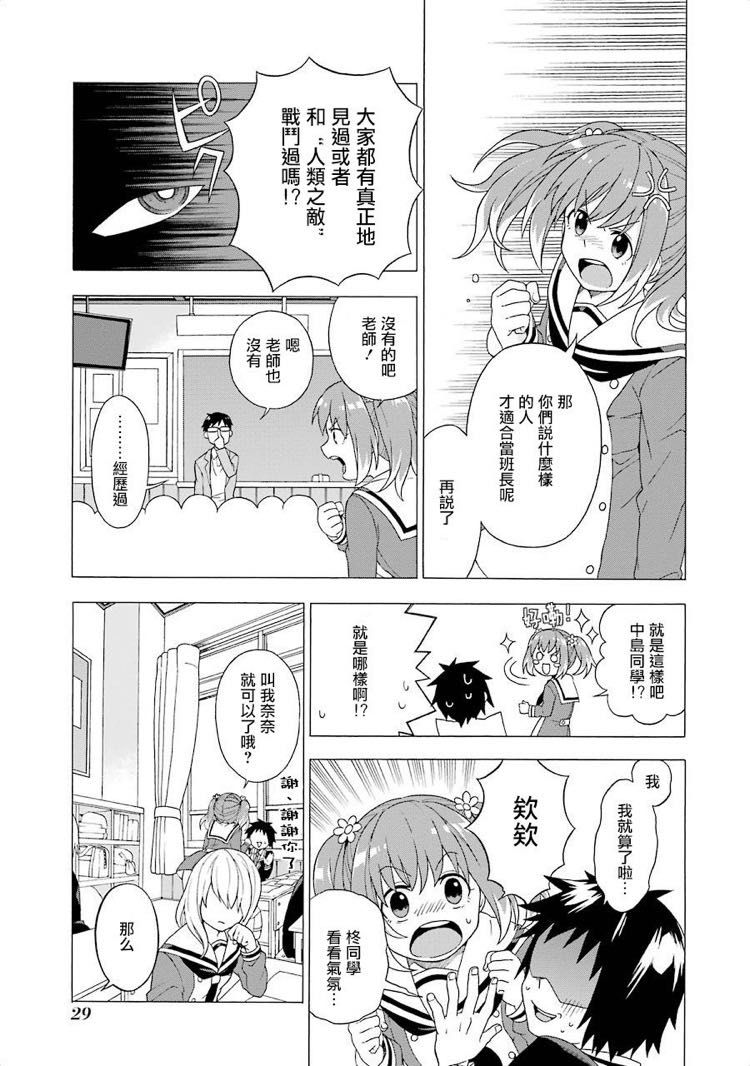 那
你們說什麼樣
的人
才適合當班長呢
再說了
大家都有真正地
見過或者
和“人類之敵”
戰鬥過嗎!?
ピク
沒有的吧
老師!
嗯
老師也
沒有
………經歷過
就是這樣吧
中島同學!?
好呦!
就是哪樣啊!?
我
我就算了啦…
欸欸
柊同學
看看氣氛…
叫我奈奈
就可以了哦?
謝、謝謝你了
那么
29